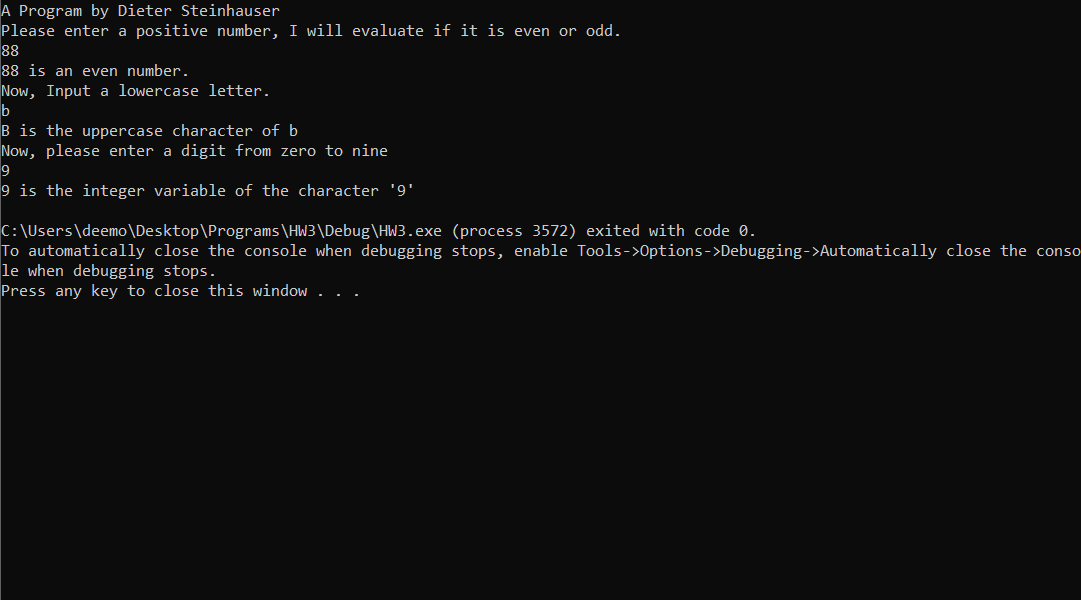 A Program by Dieter Steinhauser
Please enter a positive number, I will evaluate if it is even or odd.
88
88 is an even number.
Now, Input a lowercase letter.
b
B is the uppercase character of b
Now, please enter a digit from zero to nine
9
9 is the integer variable of the character '9'
C:\Users\deemo\Desktop\Programs\HW3\Debug\HW3.exe (process 3572) exited with code 0.
To automatically close the console when debugging stops, enable Tools->Options->Debugging->Automatically close the conso
le when debugging stops.
Press any key to close this window . . .